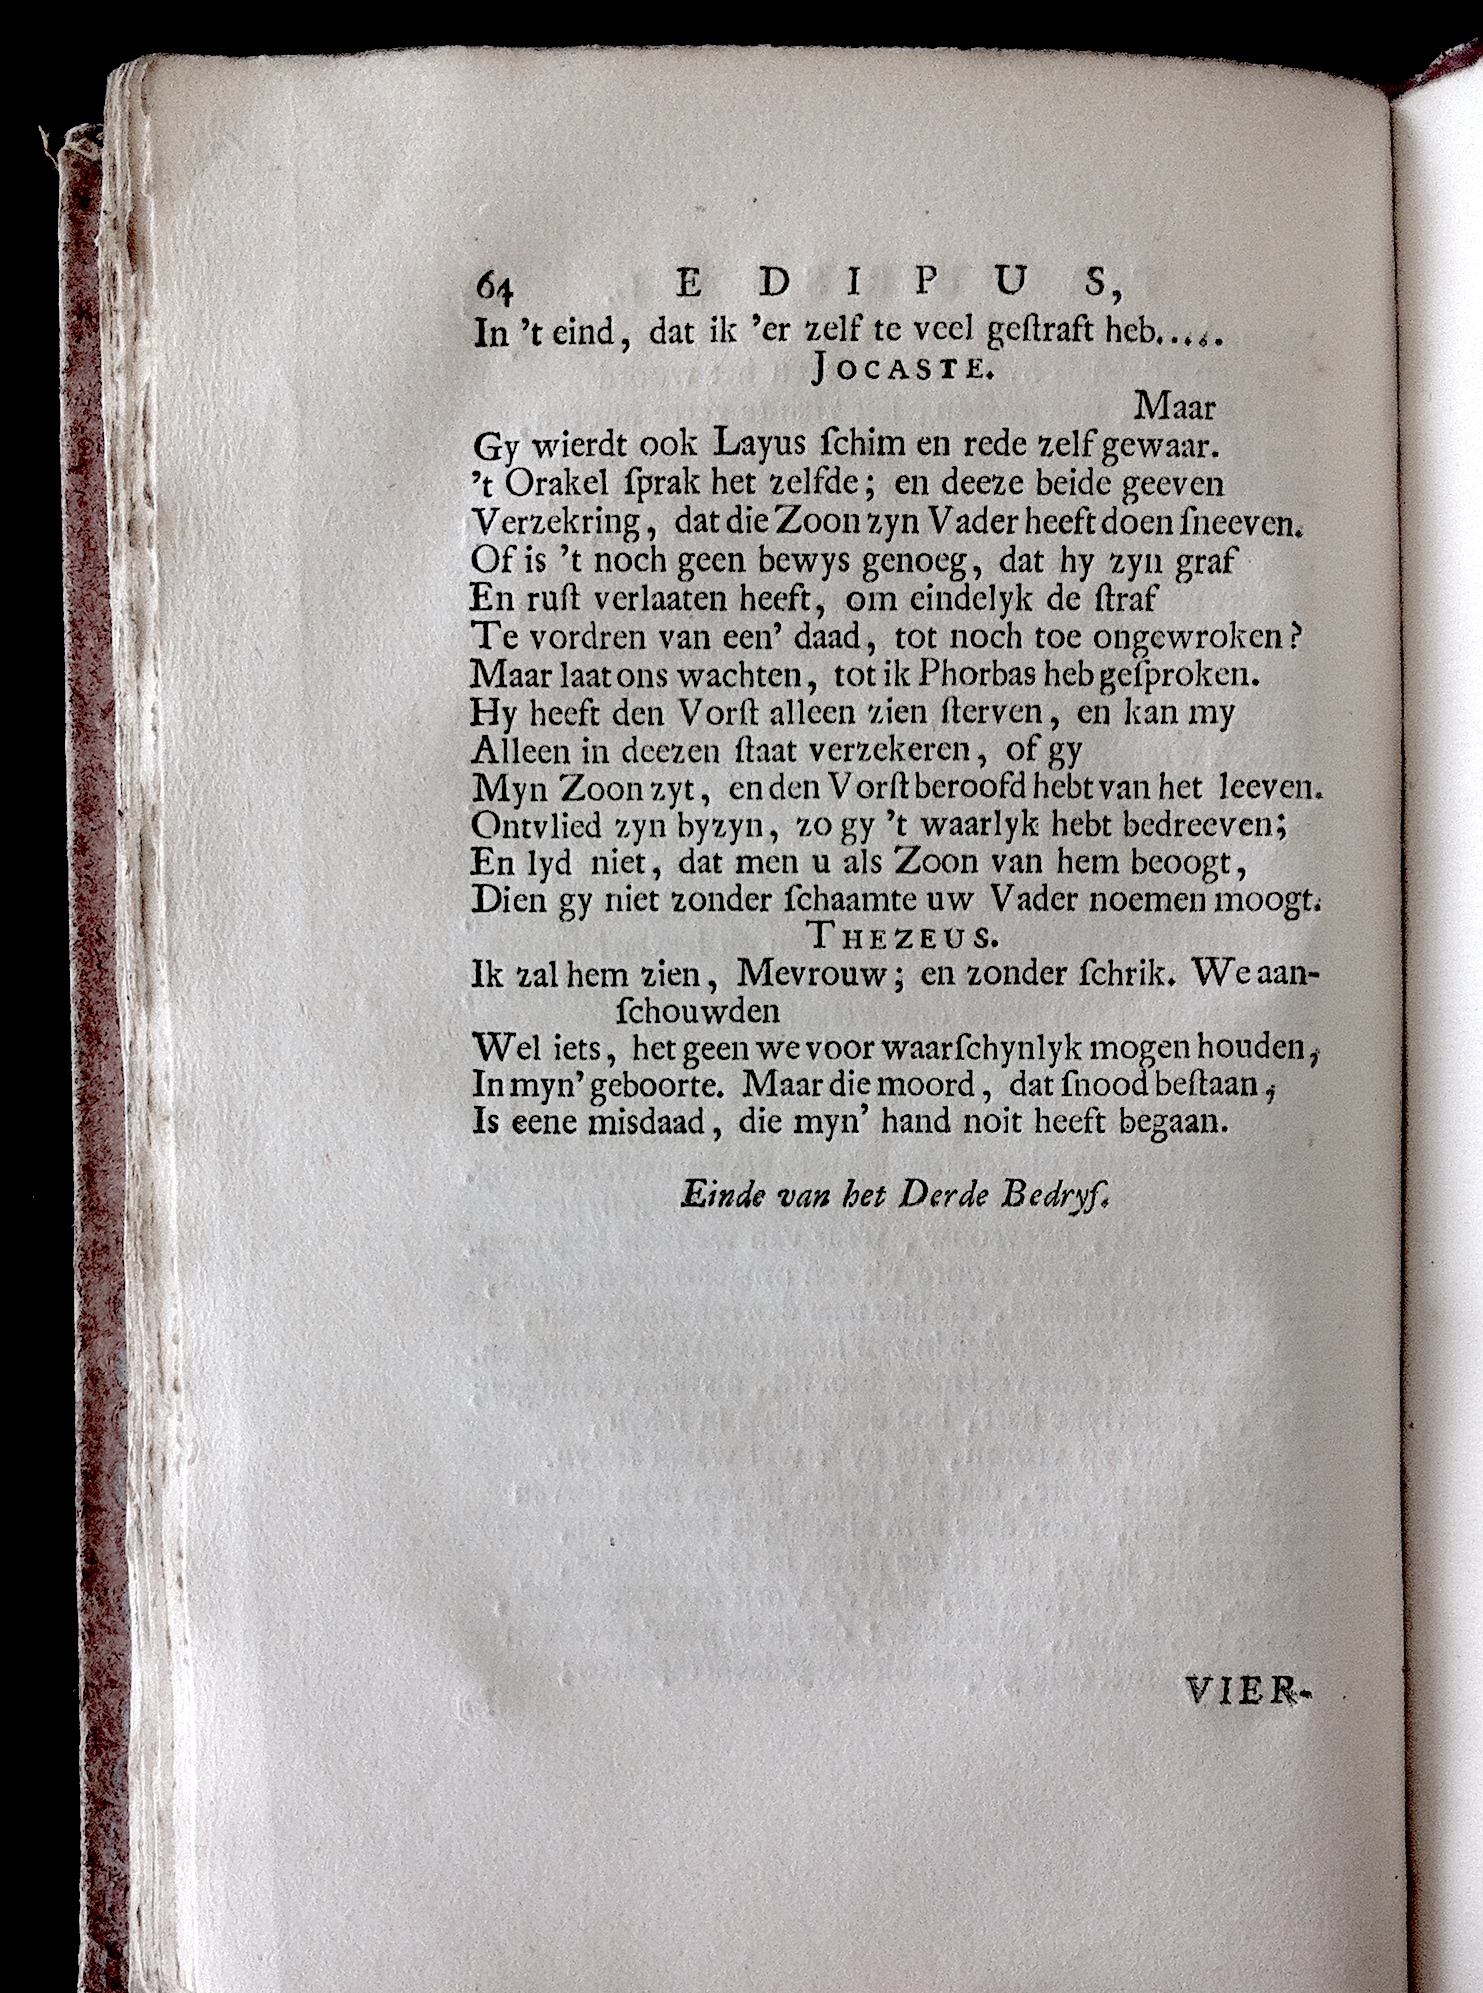 64 E D I P U S,
In 't eind, dat ik 'er zelf te veel geſtraft heb.....
JOCASTE.
Maar
Gy wierdt ook Layus ſchim en rede zelf gewaar.
't Orakel ſprak het zelfde; en deeze beide geeven
Verzekring, dat die Zoon zyn Vader heeft doen ſneeven.
Of is 't noch geen bewys genoeg, dat hy zyn graf
En ruſt verlaaten heeft, om eindelyk de ſtraf
Te vordren van een' daad, tot noch toe ongewroken?
Maar laat ons wachten, tot ik Phorbas heb geſproken.
Hy heeft den Vorſt alleen zien ſterven, en kan my
Alleen in deezen ſtaat verzekeren, of gy
Myn Zoon zyt, en den Vorſt beroofd hebt van het leeven.
Ontvlied zyn byzyn, zo gy 't waarlyk hebt bedreeven;
En lyd niet, dat men u als Zoon van hem beoogt,
Dien gy niet zonder ſchaamte uw Vader noemen moogt.
THEZEUS.
Ik zal hem zien, Mevrouw; en zonder ſchrik. We aan-
ſchouwden
Wel iets, het geen we voor waarſchynlyk mogen houden,
In myn' geboorte. Maar die moord, dat ſnood beſtaan,
Is eene misdaad, die myn' hand noit heeft begaan.
Einde van het Derde Bedryf.
VIER-